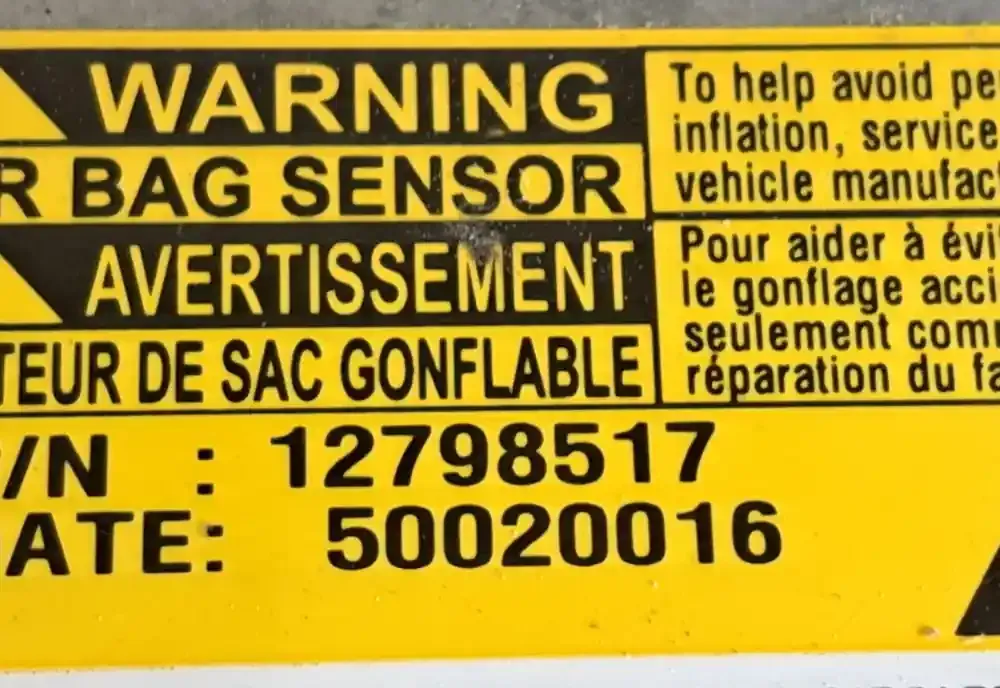 WARNING
R BAG SENSOR
AVERTISSEMENT
TEUR DE SAC GONFLABLE
To help avoid pe
inflation, service
vehicle manufac
Pour aider à évi
le gonflage acci
seulement com
réparation du fa
/N : 12798517
ATE: 50020016